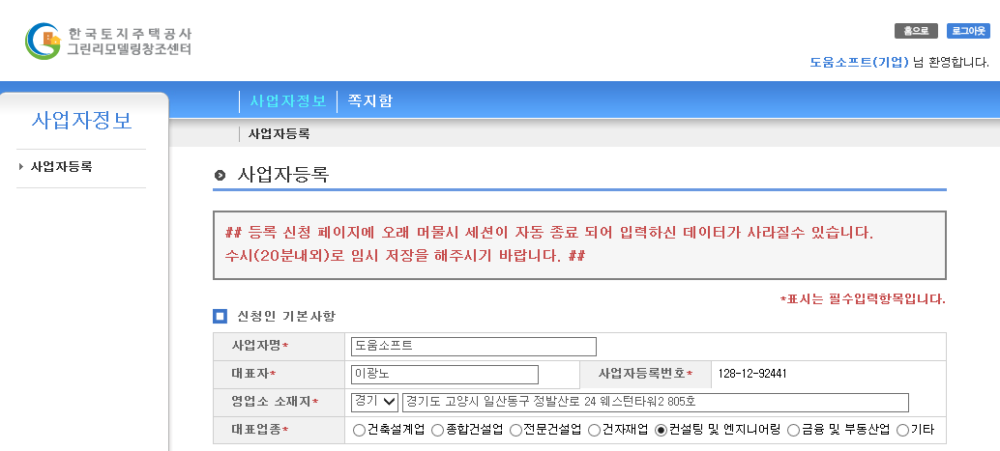 한국토지주택공사
그린리모델링창조센터
홈으로 로그아웃
도움소프트(기업) 님 환영합니다.
사업자정보 쪽지함
사업자정보
사업자등록
사업자등록
사업자등록
## 등록 신청 페이지에 오래 머물시 세션이 자동 종료 되어 입력하신 데이터가 사라질수 있습니다.
수시(20분내외)로 임시 저장을 해주시기 바랍니다. ##
*표시는 필수입력항목입니다.
신청인 기본사항
사업자명* 도움소프트
대표자* 이광노 사업자등록번호* 128-12-92441
영업소 소재지* 경기 경기도 고양시 일산동구 정발산로 24 웨스턴타워2 805호
대표업종* 건축설계업 종합건설업 전문건설업 건자재업 컨설팅 및 엔지니어링 금융 및 부동산업 기타